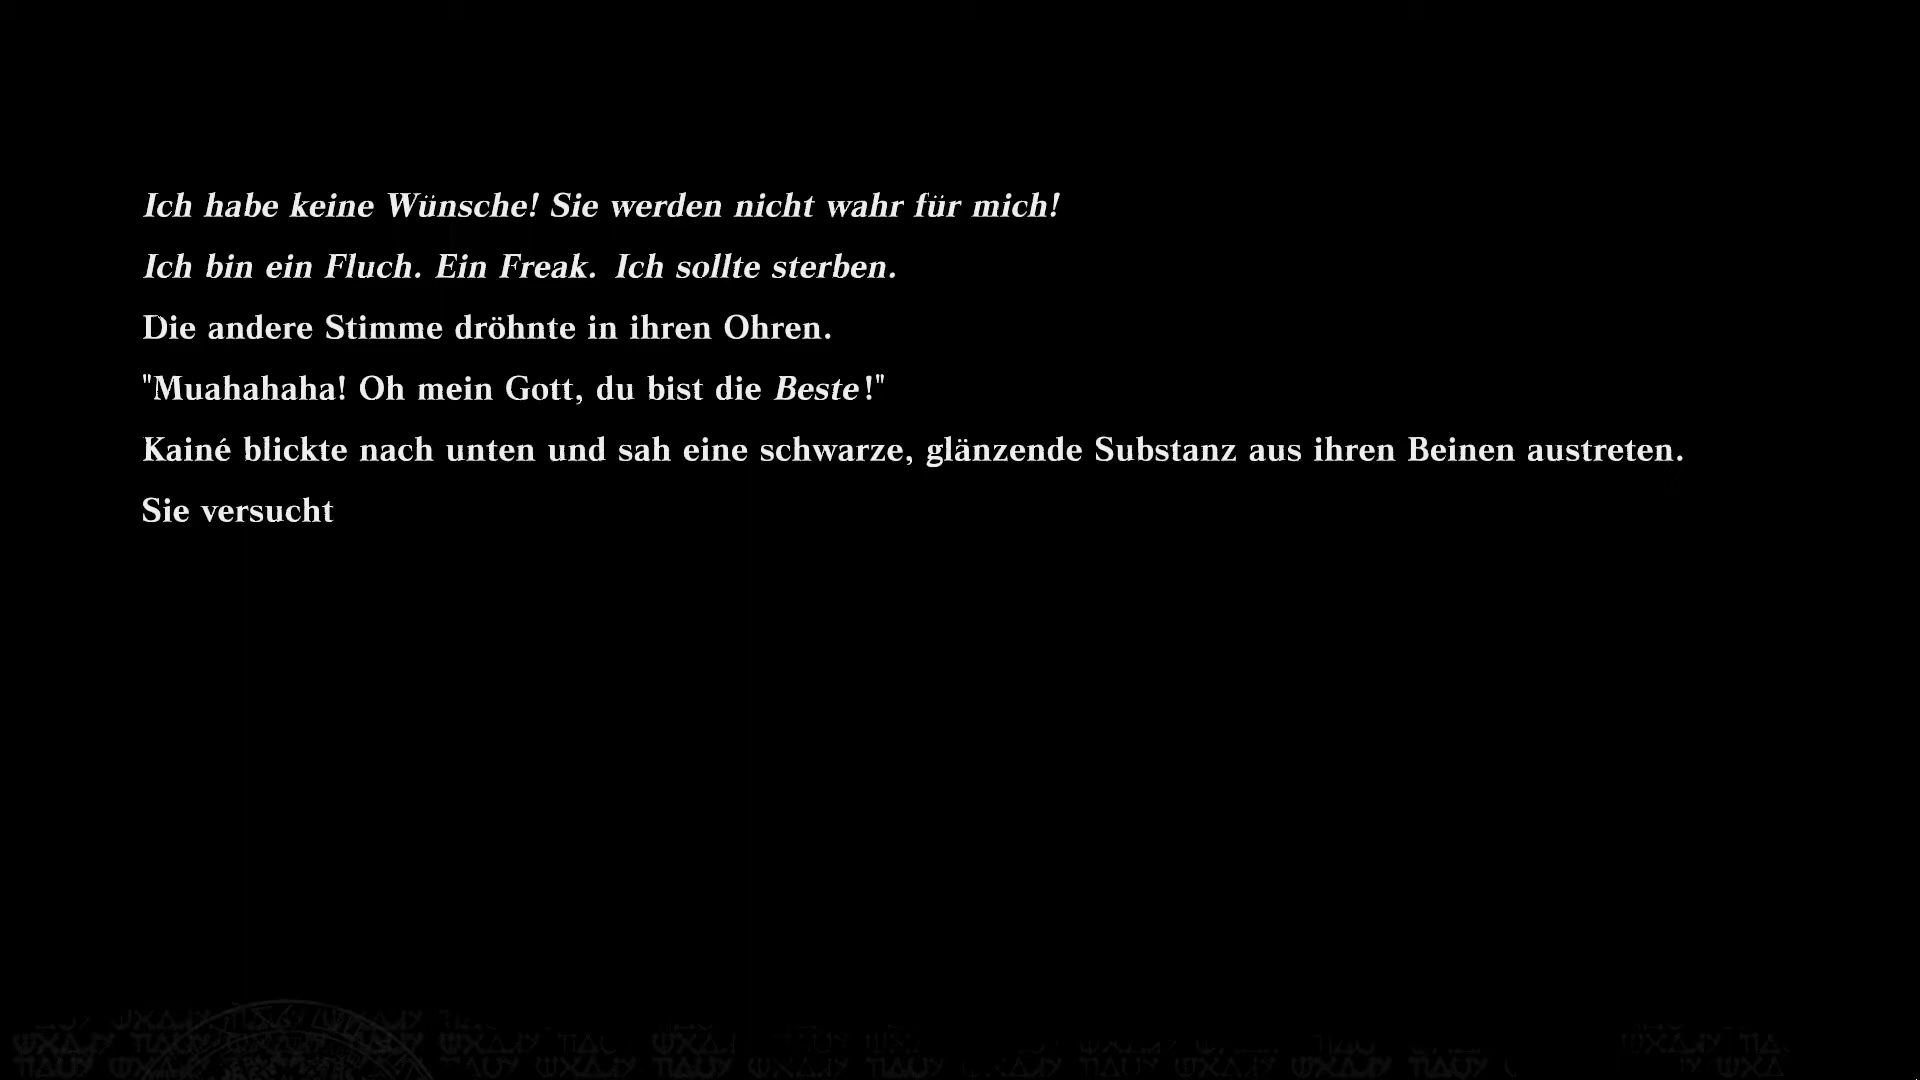 Ich habe keine Wünsche! Sie werden nicht wahr für mich!
Ich bin ein Fluch. Ein Freak. Ich sollte sterben.
Die andere Stimme dröhnte in ihren Ohren.
"Muahahaha! Oh mein Gott, du bist die Beste!"
Kainé blickte nach unten und sah eine schwarze, glänzende Substanz aus ihren Beinen austreten.
Sie versucht